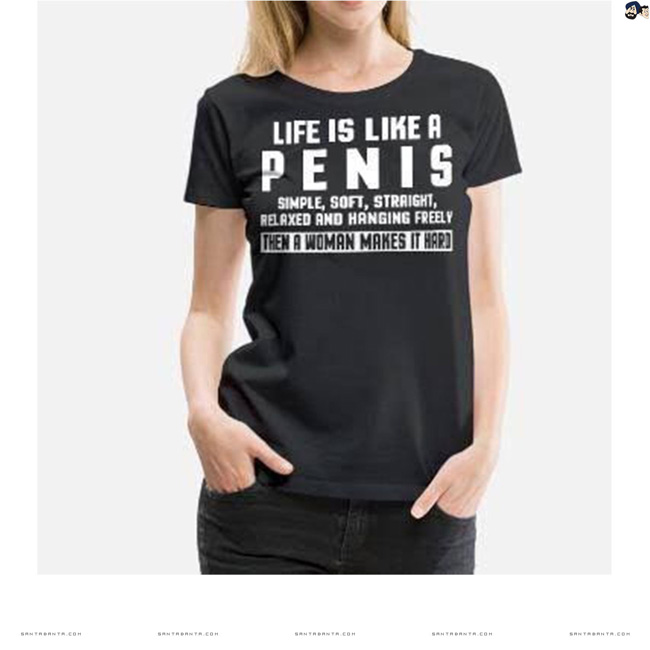 LIFE IS LIKE A
PENIS
SIMPLE, SOFT, STRAIGHT,
RELAXED AND HANGING FREELY
THEN A WOMAN MAKES IT HARD
SANTABANTA.COM SANTABANTA.COM SANTABANTA.COM SANTABANTA.COM SANTABANTA.COM